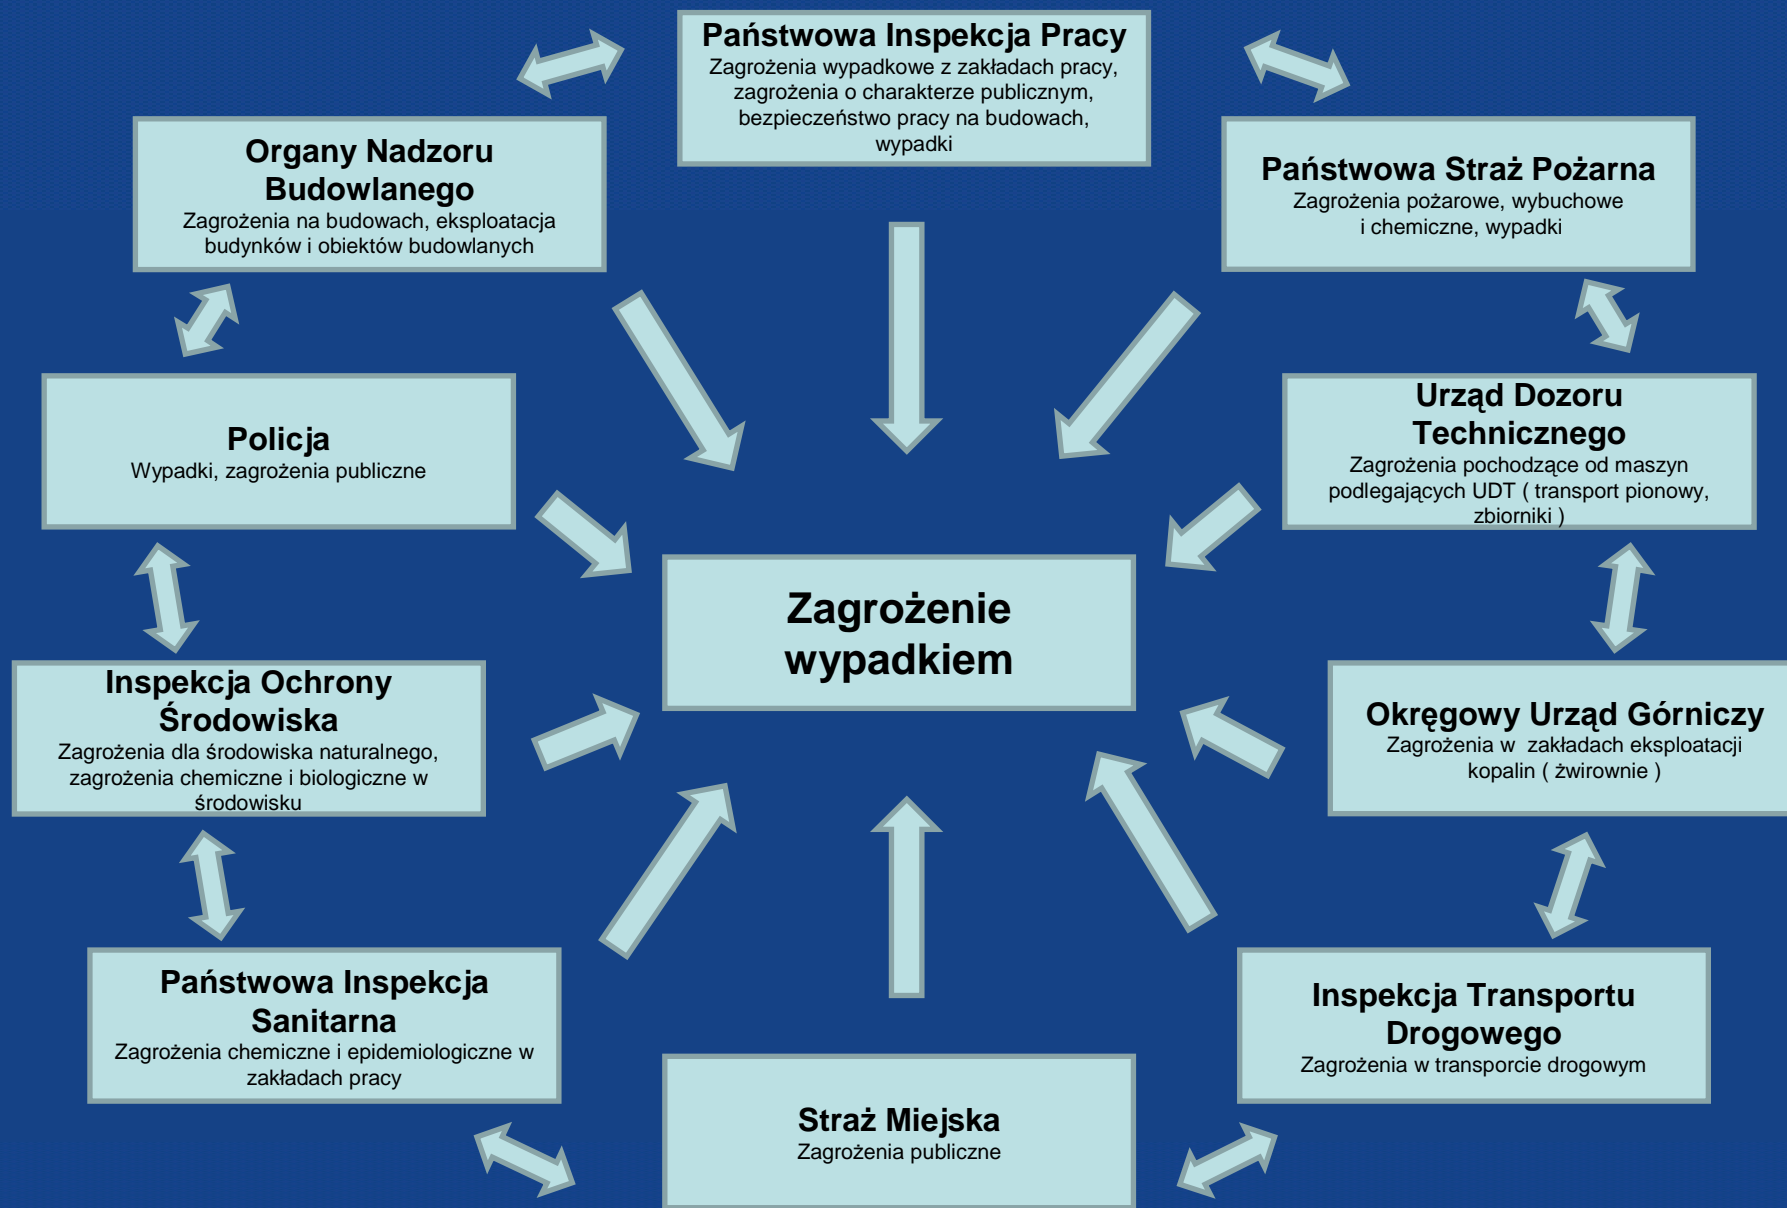 Państwowa Inspekcja Pracy
Zagrożenia wypadkowe z zakładach pracy,
zagrożenia o charakterze publicznym,
bezpieczeństwo pracy na budowach,
wypadki
Organy Nadzoru
Budowlanego
Zagrożenia na budowach, eksploatacja
budynków i obiektów budowlanych
Państwowa Straż Pożarna
Zagrożenia pożarowe, wybuchowe
i chemiczne, wypadki
Policja
Wypadki, zagrożenia publiczne
Urząd Dozoru
Technicznego
Zagrożenia pochodzące od maszyn
podlegających UDT ( transport pionowy,
zbiorniki )
Zagrożenie
wypadkiem
Inspekcja Ochrony
Środowiska
Zagrożenia dla środowiska naturalnego,
zagrożenia chemiczne i biologiczne w
środowisku
Okręgowy Urząd Górniczy
Zagrożenia w  zakładach eksploatacji
kopalin ( żwirownie )
Państwowa Inspekcja
Sanitarna
Zagrożenia chemiczne i epidemiologiczne w
zakładach pracy
Inspekcja Transportu
Drogowego
Zagrożenia w transporcie drogowym
Straż Miejska
Zagrożenia publiczne